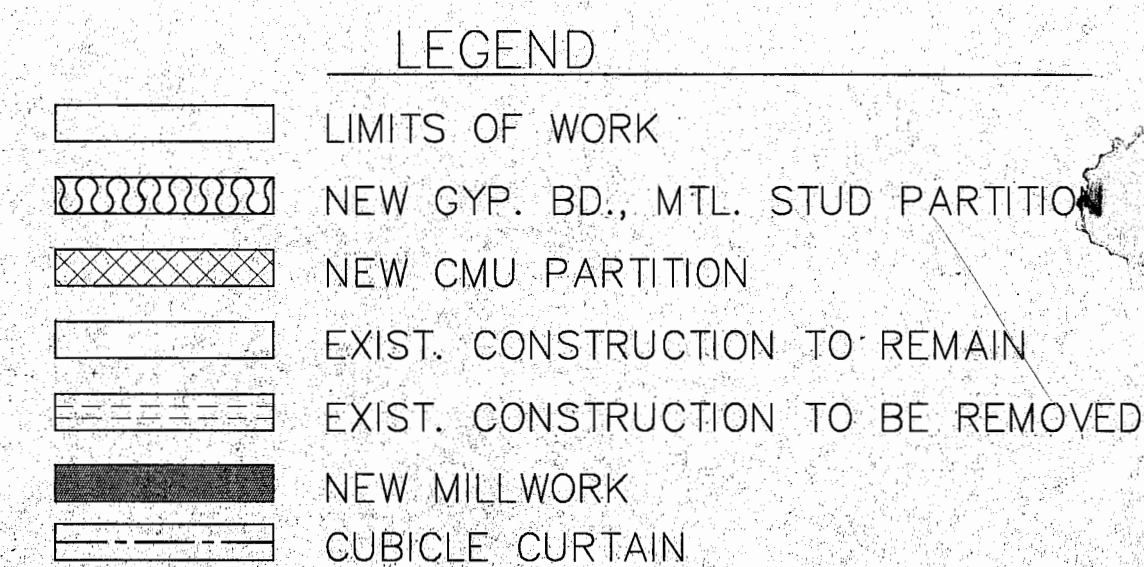 LEGEND
LIMITS OF WORK
NEW GYP. BD., MTL. STUD PARTITION
NEW CMU PARTITION
EXIST. CONSTRUCTION TO REMAIN
EXIST. CONSTRUCTION TO BE REMOVED
NEW MILLWORK
CUBICLE CURTAIN